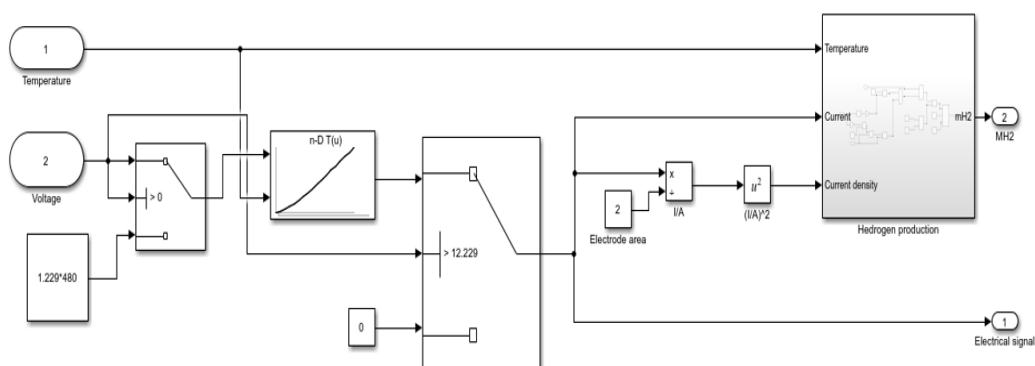 1
Temperature
2
Voltage
1.229*480
> 0
n-D T(u)
> 12.229
0
2
Electrode area
x
÷
I/A
u²
(I/A)^2
Temperature
Current
Current density
mH2
Hedrogen production
2
MH2
1
Electrical signal